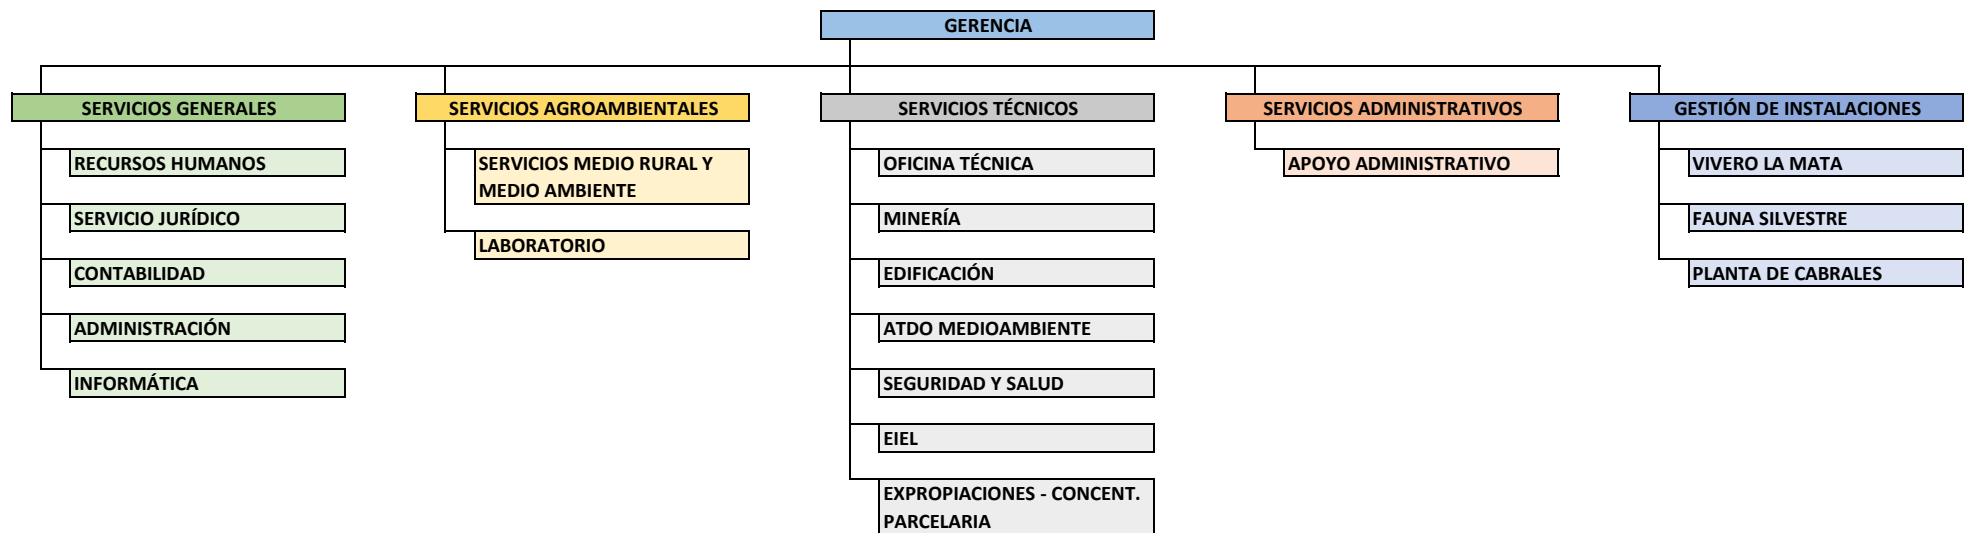 GERENCIA
SERVICIOS GENERALES
RECURSOS HUMANOS
SERVICIO JURÍDICO
CONTABILIDAD
ADMINISTRACIÓN
INFORMÁTICA
SERVICIOS AGROAMBIENTALES
SERVICIOS MEDIO RURAL Y
MEDIO AMBIENTE
LABORATORIO
SERVICIOS TÉCNICOS
OFICINA TÉCNICA
MINERÍA
EDIFICACIÓN
ATDO MEDIOAMBIENTE
SEGURIDAD Y SALUD
EIEL
EXPROPIACIONES - CONCENT.
PARCELARIA
SERVICIOS ADMINISTRATIVOS
APOYO ADMINISTRATIVO
GESTIÓN DE INSTALACIONES
VIVERO LA MATA
FAUNA SILVESTRE
PLANTA DE CABRALES